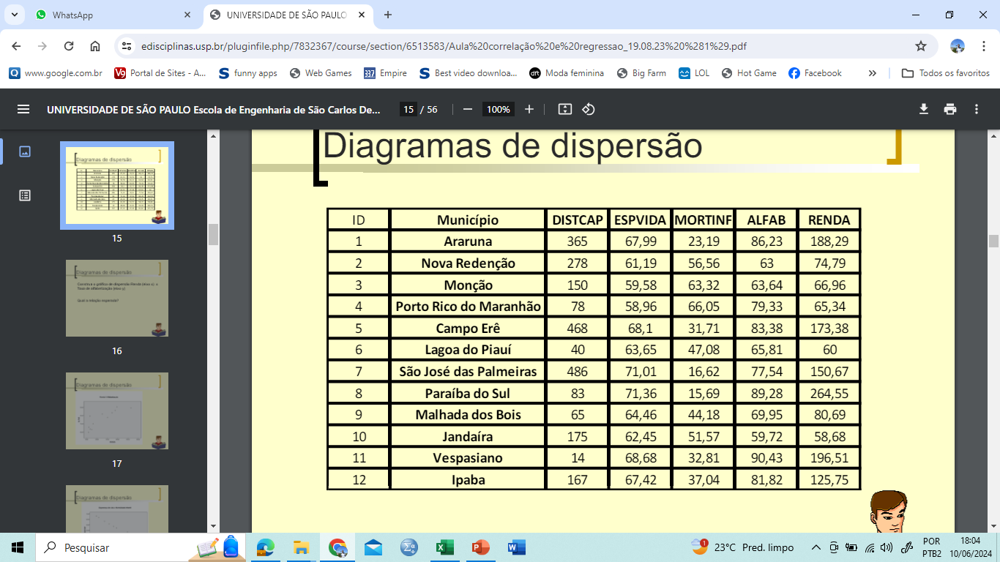 WhatsApp
UNIVERSIDADE DE SÃO PAULO
edisciplinas.usp.br/pluginfile.php/7832367/course/section/6513583/Aula%20correlação%20e%20regressao_19.08.23%20%281%29.pdf
www.google.com.br Portal de Sites - A... funny apps Web Games Empire Best video downloa... Moda feminina Big Farm LOL Hot Game Facebook » Todos os favoritos
UNIVERSIDADE DE SÃO PAULO Escola de Engenharia de São Carlos De... 15 / 56 100%
Diagramas de dispersão
ID Município DISTCAP ESPVIDA MORTINF ALFAB RENDA
1 Araruna 365 67,99 23,19 86,23 188,29
2 Nova Redenção 278 61,19 56,56 63 74,79
3 Monção 150 59,58 63,32 63,64 66,96
4 Porto Rico do Maranhão 78 58,96 66,05 79,33 65,34
5 Campo Erê 468 68,1 31,71 83,38 173,38
6 Lagoa do Piauí 40 63,65 47,08 65,81 60
7 São José das Palmeiras 486 71,01 16,62 77,54 150,67
8 Paraíba do Sul 83 71,36 15,69 89,28 264,55
9 Malhada dos Bois 65 64,46 44,18 69,95 80,69
10 Jandaíra 175 62,45 51,57 59,72 58,68
11 Vespasiano 14 68,68 32,81 90,43 196,51
12 Ipaba 167 67,42 37,04 81,82 125,75
Diagramas de dispersão
15
Diagramas de dispersão
16
Diagramas de dispersão
17
Diagramas de dispersão
Pesquisar
23°C Pred. limpo
POR
PTB2
18:04
10/06/2024